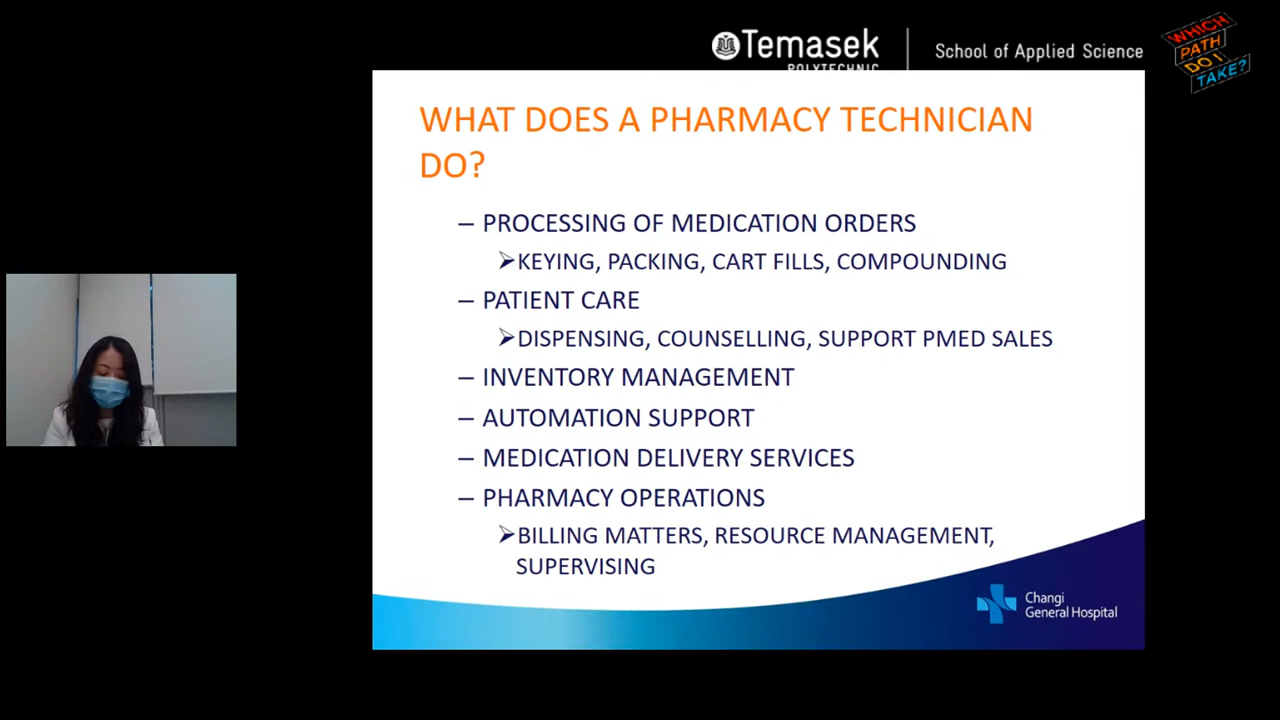 Temasek
POLYTECHNIC
School of Applied Science
WHICH
PATH
DO I
TAKE?
WHAT DOES A PHARMACY TECHNICIAN
DO?
– PROCESSING OF MEDICATION ORDERS
➢KEYING, PACKING, CART FILLS, COMPOUNDING
– PATIENT CARE
➢DISPENSING, COUNSELLING, SUPPORT PMED SALES
– INVENTORY MANAGEMENT
– AUTOMATION SUPPORT
– MEDICATION DELIVERY SERVICES
– PHARMACY OPERATIONS
➢BILLING MATTERS, RESOURCE MANAGEMENT,
SUPERVISING
Changi
General Hospital